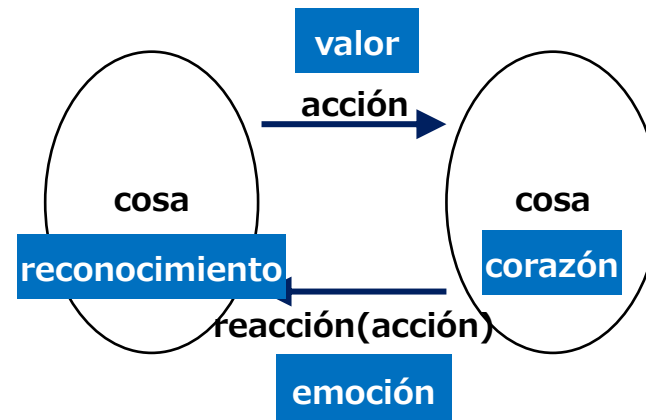 valor
acción
cosa
cosa
reconocimiento
corazón
reacción(acción)
emoción